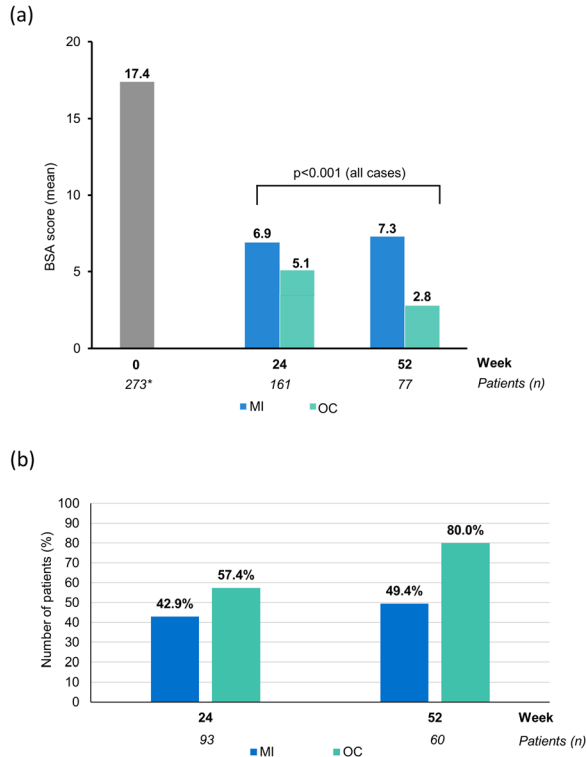 (a)
20
15
10
5
0
BSA score (mean)
17.4
p<0.001 (all cases)
6.9
5.1
7.3
2.8
0 24 52 Week
273* 161 77 Patients (n)
MI OC
(b)
100
90
80
70
60
50
40
30
20
10
0
Number of patients (%)
42.9%
57.4%
49.4%
80.0%
24 52 Week
93 60 Patients (n)
MI OC